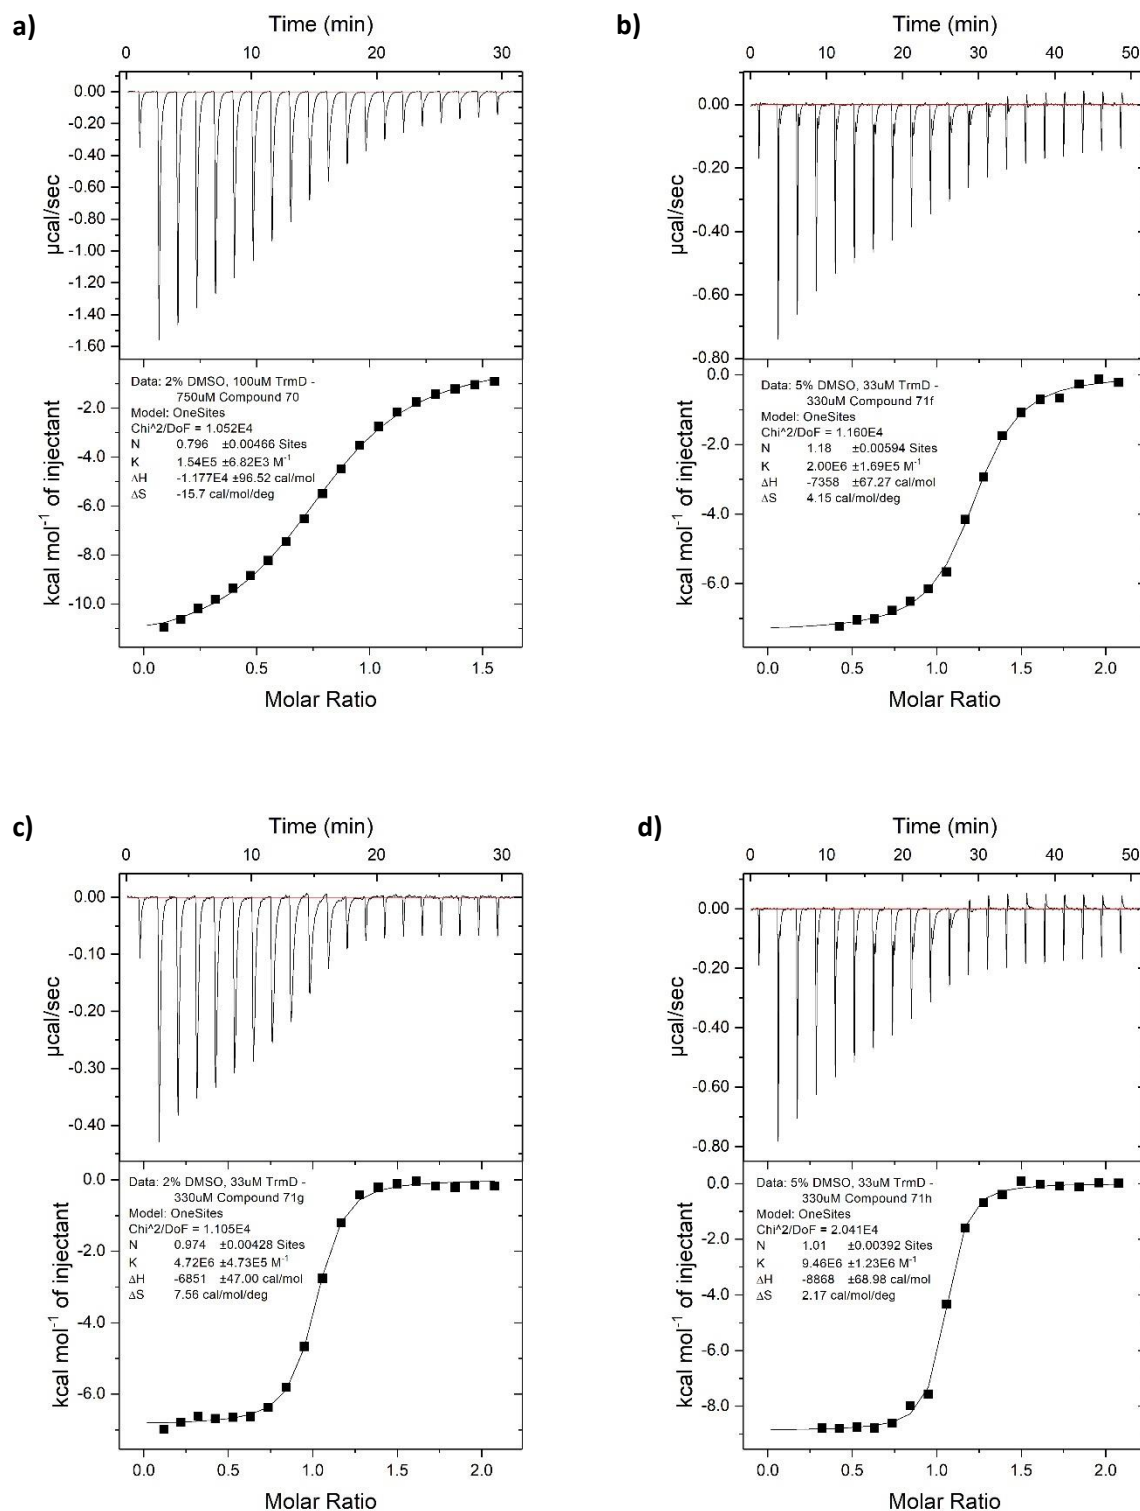 a)
Time (min)
0 10 20 30
0.00
-0.20
-0.40
-0.60
-0.80
-1.00
-1.20
-1.40
-1.60
µcal/sec
Data: 2% DMSO, 100uM TrmD -
750uM Compound 70
Model: OneSites
Chi^2/DoF = 1.052E4
N 0.796 ±0.00466 Sites
K 1.54E5 ±6.82E3 M⁻¹
ΔH -1.177E4 ±96.52 cal/mol
ΔS -15.7 cal/mol/deg
-2.0
-4.0
-6.0
-8.0
-10.0
kcal mol⁻¹ of injectant
0.0 0.5 1.0 1.5
Molar Ratio
b)
Time (min)
0 10 20 30 40 50
0.00
-0.20
-0.40
-0.60
-0.80
µcal/sec
Data: 5% DMSO, 33uM TrmD -
330uM Compound 71f
Model: OneSites
Chi^2/DoF = 1.160E4
N 1.18 ±0.00594 Sites
K 2.00E6 ±1.69E5 M⁻¹
ΔH -7358 ±67.27 cal/mol
ΔS 4.15 cal/mol/deg
0.0
-2.0
-4.0
-6.0
kcal mol⁻¹ of injectant
0.0 0.5 1.0 1.5 2.0
Molar Ratio
c)
Time (min)
0 10 20 30
0.00
-0.10
-0.20
-0.30
-0.40
µcal/sec
Data: 2% DMSO, 33uM TrmD -
330uM Compound 71g
Model: OneSites
Chi^2/DoF = 1.105E4
N 0.974 ±0.00428 Sites
K 4.72E6 ±4.73E5 M⁻¹
ΔH -6851 ±47.00 cal/mol
ΔS 7.56 cal/mol/deg
0.0
-2.0
-4.0
-6.0
kcal mol⁻¹ of injectant
0.0 0.5 1.0 1.5 2.0
Molar Ratio
d)
Time (min)
0 10 20 30 40 50
0.00
-0.20
-0.40
-0.60
-0.80
µcal/sec
Data: 5% DMSO, 33uM TrmD -
330uM Compound 71h
Model: OneSites
Chi^2/DoF = 2.041E4
N 1.01 ±0.00392 Sites
K 9.46E6 ±1.23E6 M⁻¹
ΔH -8868 ±68.98 cal/mol
ΔS 2.17 cal/mol/deg
0.0
-2.0
-4.0
-6.0
-8.0
kcal mol⁻¹ of injectant
0.0 0.5 1.0 1.5 2.0
Molar Ratio